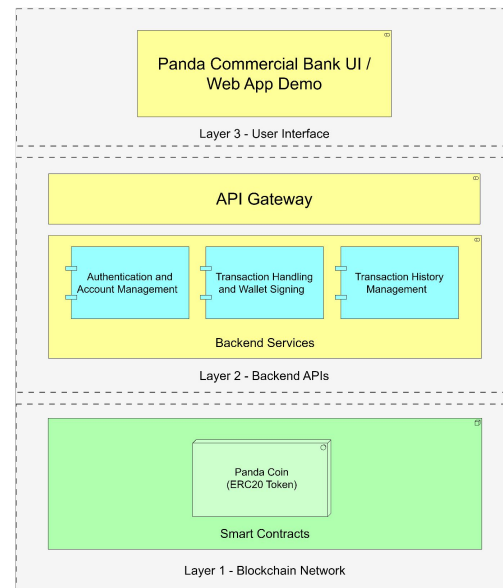 Panda Commercial Bank UI /
Web App Demo
Layer 3 - User Interface
API Gateway
Authentication and
Account Management
Transaction Handling
and Wallet Signing
Transaction History
Management
Backend Services
Layer 2 - Backend APIs
Panda Coin
(ERC20 Token)
Smart Contracts
Layer 1 - Blockchain Network